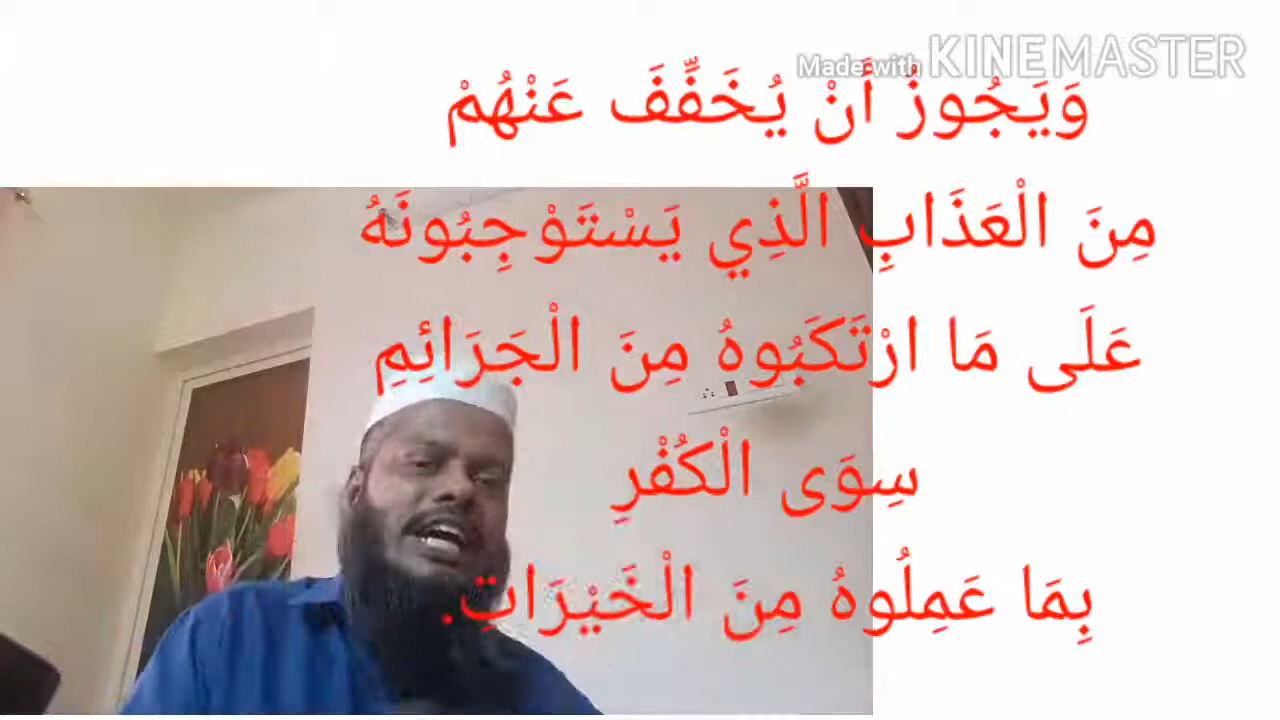 Made with KINEMASTER
وَيَجُوزُ أَنْ يُخَفِّفَ عَنْهُمْ
مِنَ الْعَذَابِ الَّذِي يَسْتَوْجِبُونَهُ
عَلَى مَا ارْتَكَبُوهُ مِنَ الْجَرَائِمِ
سِوَى الْكُفْرِ
بِمَا عَمِلُوهُ مِنَ الْخَيْرَاتِ.